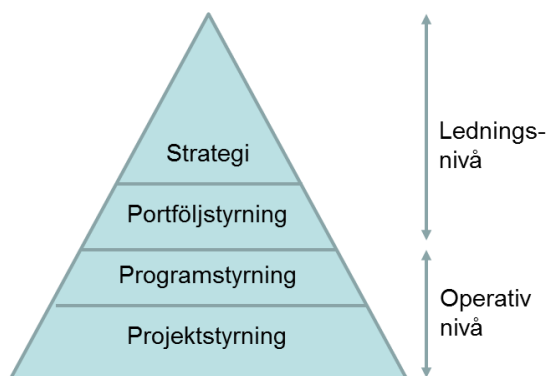 Strategi
Portföljstyrning
Programstyrning
Projektstyrning
Lednings-
nivå
Operativ
nivå